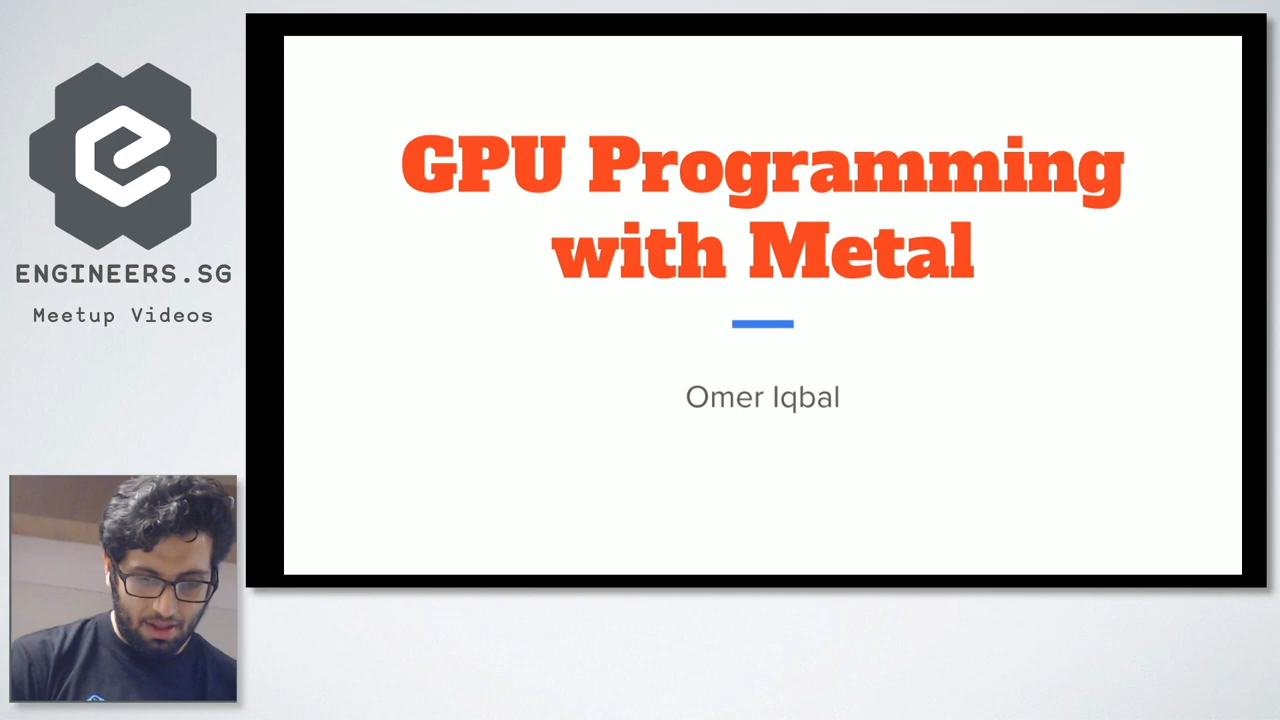 ENGINEERS.SG
Meetup Videos
GPU Programming
with Metal
Omer Iqbal